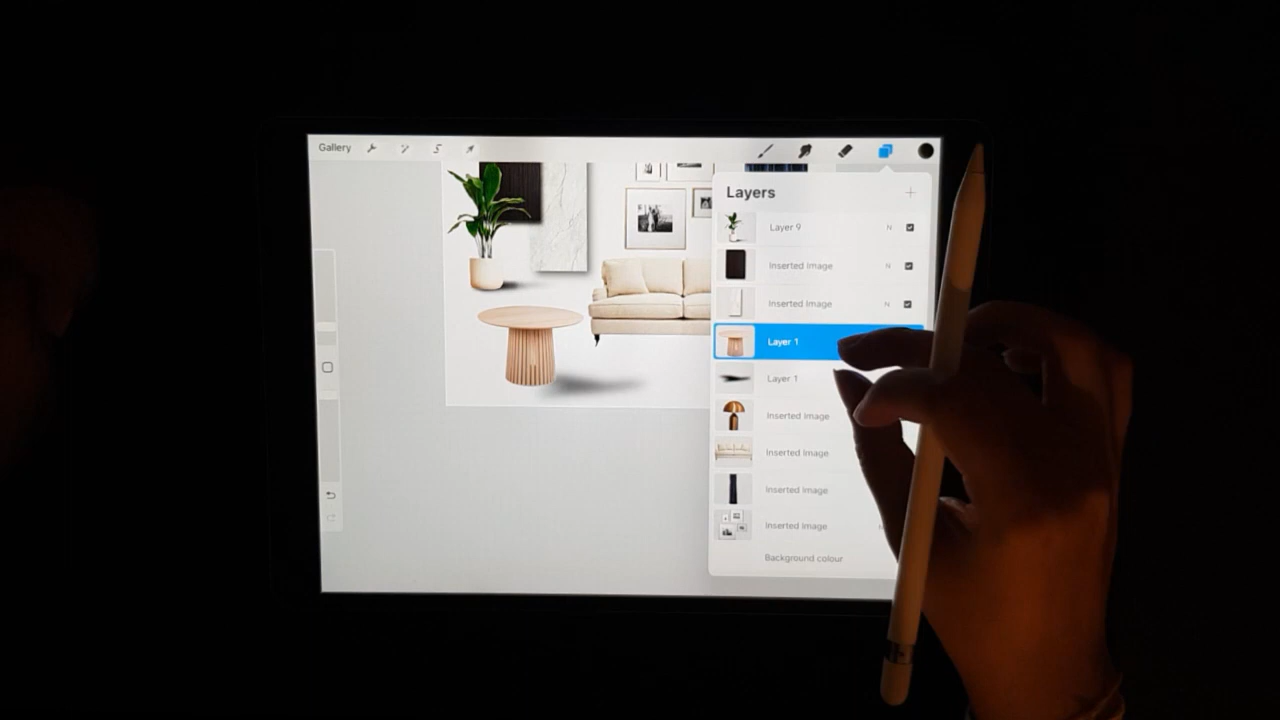 Gallery
Layers
Layer 9 N
Inserted Image N
Inserted Image N
Layer 1
Layer 1
Inserted Image
Inserted Image
Inserted Image
Inserted Image N
Background colour